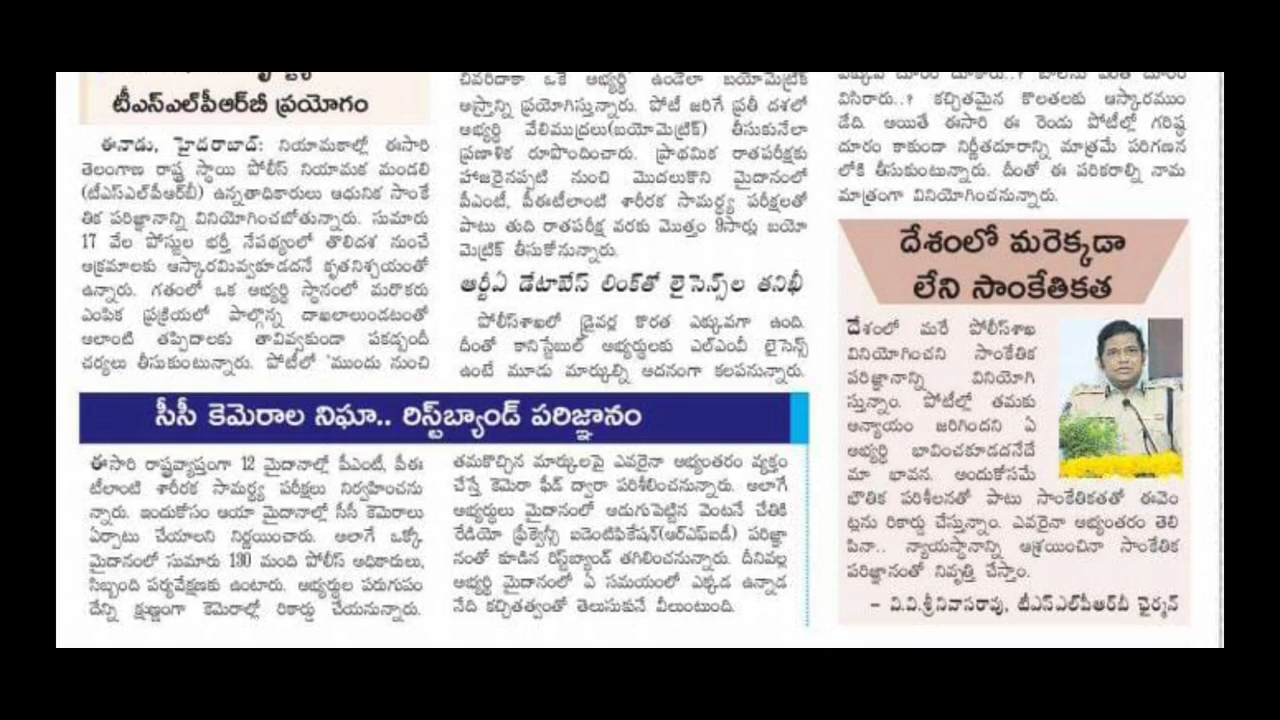 టీఎస్ఎల్‌పీఆర్‌బీ ప్రయోగం
ఈనాడు, హైదరాబాద్: నియామకాల్లో ఈసారి
తెలంగాణ రాష్ట్ర స్థాయి పోలీస్ నియామక మండలి
(టీఎస్ఎల్‌పీఆర్‌బీ) ఉన్నతాధికారులు ఆధునిక సాంకే
తిక పరిజ్ఞానాన్ని వినియోగించబోతున్నారు. సుమారు
17 వేల పోస్టుల భర్తీ నేపథ్యంలో తొలిదశ నుంచే
అక్రమాలకు ఆస్కారమివ్వకూడదనే కృతనిశ్చయంతో
ఉన్నారు. గతంలో ఒక అభ్యర్థి స్థానంలో మరొకరు
ఎంపిక ప్రక్రియలో పాల్గొన్న దాఖలాలుండటంతో
అలాంటి తప్పిదాలకు తావివ్వకుండా పకడ్బందీ
చర్యలు తీసుకుంటున్నారు. పోటీలో 'ముందు నుంచి
చివరిదాకా ఒకే అభ్యర్థి' ఉండేలా బయోమెట్రిక్
అస్త్రాన్ని ప్రయోగిస్తున్నారు. పోటీ జరిగే ప్రతీ దశలో
అభ్యర్థి వేలిముద్రలు(బయోమెట్రిక్) తీసుకునేలా
ప్రణాళిక రూపొందించారు. ప్రాథమిక రాతపరీక్షకు
హాజరైనప్పటి నుంచి మొదలుకొని మైదానంలో
పీఎంటీ, పీఈటీలాంటి శారీరక సామర్థ్య పరీక్షలతో
పాటు తుది రాతపరీక్ష వరకు మొత్తం 9సార్లు బయో
మెట్రిక్ తీసుకోనున్నారు.
ఆర్టీఏ డేటాబేస్ లింక్‌తో లైసెన్స్‌ల తనిఖీ
పోలీస్‌శాఖలో డ్రైవర్ల కొరత ఎక్కువగా ఉంది.
దీంతో కానిస్టేబుల్ అభ్యర్థులకు ఎల్ఎంవీ లైసెన్స్
ఉంటే మూడు మార్కుల్ని అదనంగా కలపనున్నారు.
విసిరారు..? కచ్చితమైన కొలతలకు ఆస్కారముం
డేది. అయితే ఈసారి ఈ రెండు పోటీల్లో గరిష్ఠ
దూరం కాకుండా నిర్ణీతదూరాన్ని మాత్రమే పరిగణన
లోకి తీసుకుంటున్నారు. దీంతో ఈ పరికరాల్ని నామ
మాత్రంగా వినియోగించనున్నారు.
సీసీ కెమెరాల నిఘా.. రిస్ట్‌బ్యాండ్ పరిజ్ఞానం
ఈసారి రాష్ట్రవ్యాప్తంగా 12 మైదానాల్లో పీఎంటీ, పీఈ
టీలాంటి శారీరక సామర్థ్య పరీక్షలు నిర్వహించను
న్నారు. ఇందుకోసం ఆయా మైదానాల్లో సీసీ కెమెరాలు
ఏర్పాటు చేయాలని నిర్ణయించారు. అలాగే ఒక్కో
మైదానంలో సుమారు 130 మంది పోలీస్ అధికారులు,
సిబ్బంది పర్యవేక్షణకు ఉంటారు. అభ్యర్థుల పరుగుపం
దేన్ని క్షుణ్ణంగా కెమెరాల్లో రికార్డు చేయనున్నారు.
తమకొచ్చిన మార్కులపై ఎవరైనా అభ్యంతరం వ్యక్తం
చేస్తే కెమెరా ఫీడ్ ద్వారా పరిశీలించనున్నారు. అలాగే
అభ్యర్థులు మైదానంలో అడుగుపెట్టిన వెంటనే చేతికి
రేడియో ఫ్రీక్వెన్సీ ఐడెంటిఫికేషన్(ఆర్ఎఫ్ఐడీ) పరిజ్ఞా
నంతో కూడిన రిస్ట్‌బ్యాండ్ తగిలించనున్నారు. దీనివల్ల
అభ్యర్థి మైదానంలో ఏ సమయంలో ఎక్కడ ఉన్నాడ
నేది కచ్చితత్వంతో తెలుసుకునే వీలుంటుంది.
దేశంలో మరెక్కడా
లేని సాంకేతికత
దేశంలో మరే పోలీస్‌శాఖ
వినియోగించని సాంకేతిక
పరిజ్ఞానాన్ని వినియోగి
స్తున్నాం. పోటీల్లో తమకు
అన్యాయం జరిగిందని ఏ
అభ్యర్థి భావించకూడదనేదే
మా భావన. అందుకోసమే
భౌతిక పరిశీలనతో పాటు సాంకేతికతతో ఈవెం
ట్లను రికార్డు చేస్తున్నాం. ఎవరైనా అభ్యంతరం తెలి
పినా.. న్యాయస్థానాన్ని ఆశ్రయించినా సాంకేతిక
పరిజ్ఞానంతో నివృత్తి చేస్తాం.
– వి.వి.శ్రీనివాసరావు, టీఎస్ఎల్‌పీఆర్‌బీ ఛైర్మన్